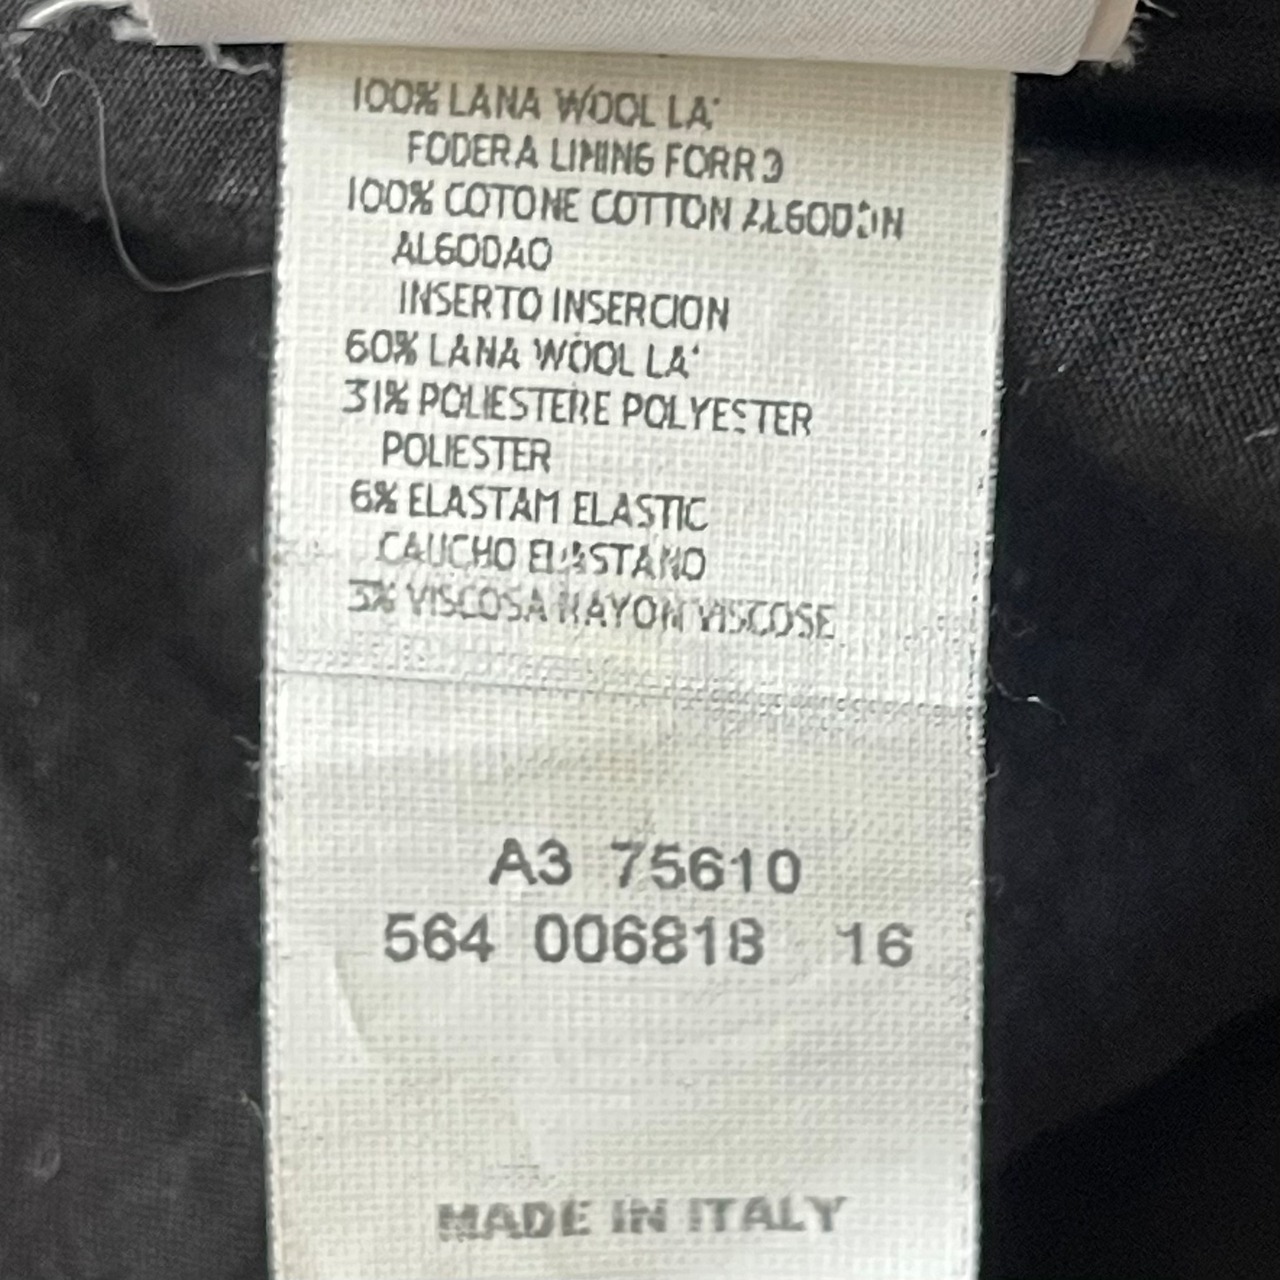 100% LANA WOOL LA'
FODERA LINING FORRO
100% COTONE COTTON ALGODON
ALGODAO
INSERTO INSERCION
60% LANA WOOL LA'
31% POLIESTERE POLYESTER
POLIESTER
6% ELASTAM ELASTIC
CAUCHO ELASTANO
3% VISCOSA RAYON VISCOSE
A3 75610
564 006818 16
MADE IN ITALY